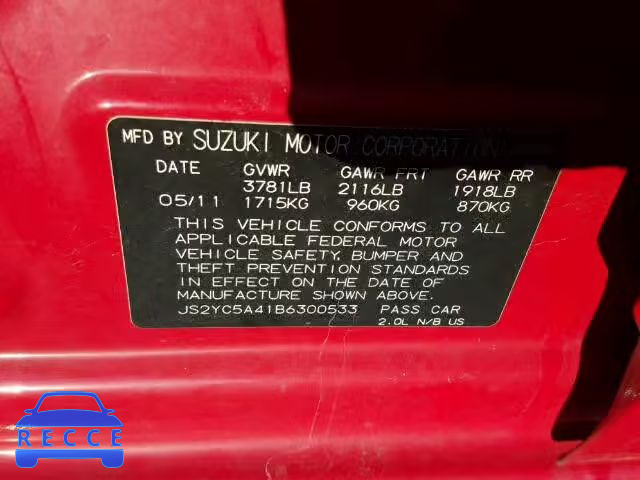 MFD BY SUZUKI MOTOR CORPORATION
DATE GVWR GAWR FRT GAWR RR
3781LB 2116LB 1918LB
05/11 1715KG 960KG 870KG
THIS VEHICLE CONFORMS TO ALL
APPLICABLE FEDERAL MOTOR
VEHICLE SAFETY, BUMPER AND
THEFT PREVENTION STANDARDS
IN EFFECT ON THE DATE OF
MANUFACTURE SHOWN ABOVE.
JS2YC5A41B6300533 PASS CAR
2.0L N/B US
RECCE